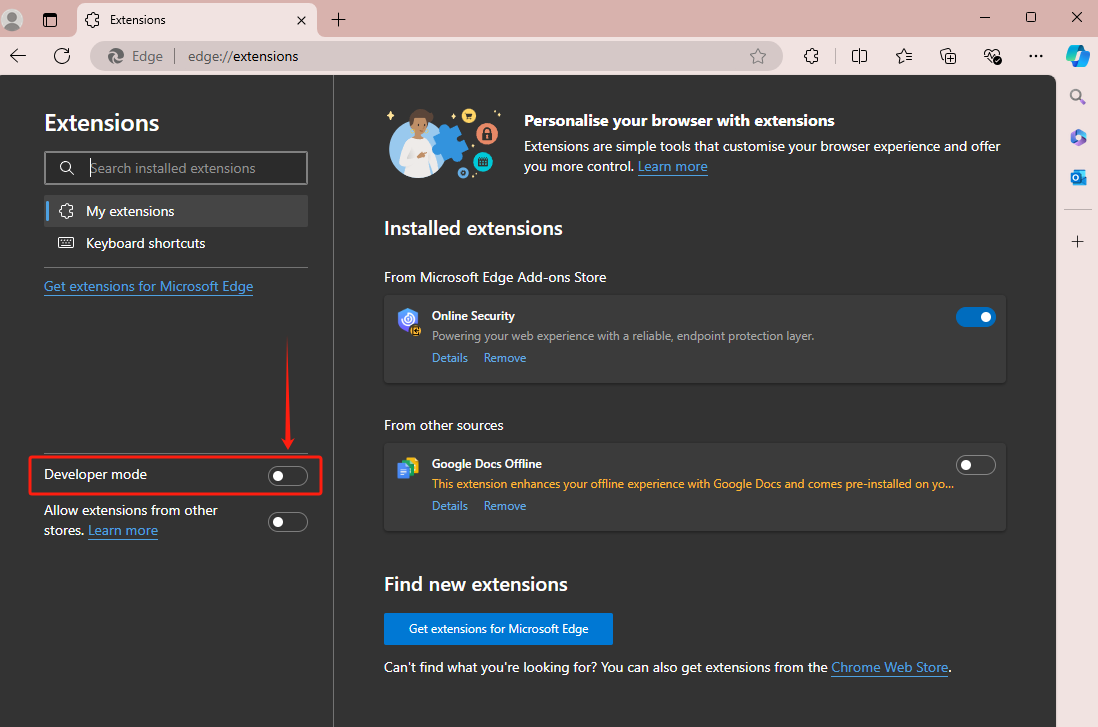 Extensions
Edge
edge://extensions
Extensions
Search installed extensions
My extensions
Keyboard shortcuts
Get extensions for Microsoft Edge
Developer mode
Allow extensions from other
stores. Learn more
Personalise your browser with extensions
Extensions are simple tools that customise your browser experience and offer
you more control. Learn more
Installed extensions
From Microsoft Edge Add-ons Store
Online Security
Powering your web experience with a reliable, endpoint protection layer.
Details Remove
From other sources
Google Docs Offline
This extension enhances your offline experience with Google Docs and comes pre-installed on yo...
Details Remove
Find new extensions
Get extensions for Microsoft Edge
Can't find what you're looking for? You can also get extensions from the Chrome Web Store.